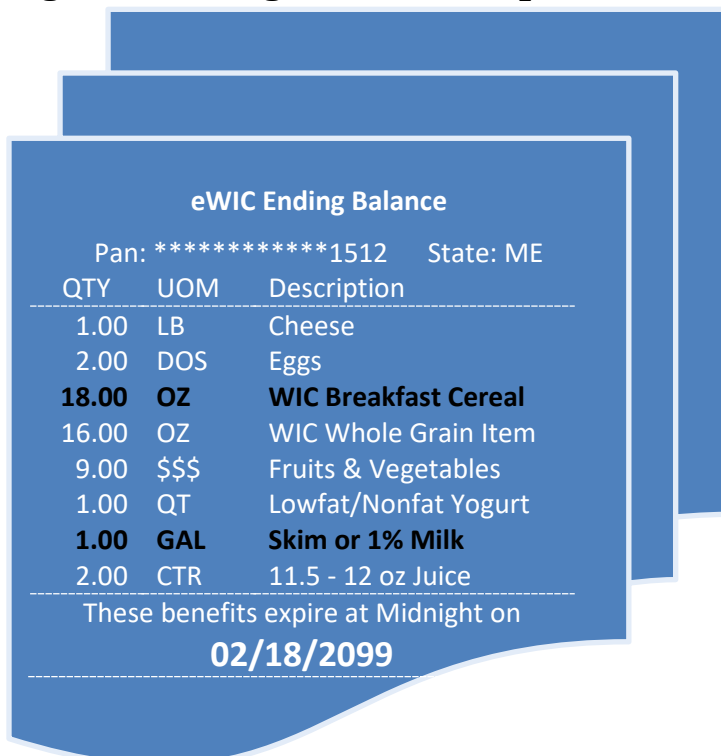 eWIC Ending Balance
Pan: ************1512 State: ME
QTY UOM Description
1.00 LB Cheese
2.00 DOS Eggs
18.00 OZ WIC Breakfast Cereal
16.00 OZ WIC Whole Grain Item
9.00 $$$ Fruits & Vegetables
1.00 QT Lowfat/Nonfat Yogurt
1.00 GAL Skim or 1% Milk
2.00 CTR 11.5 - 12 oz Juice
These benefits expire at Midnight on
02/18/2099